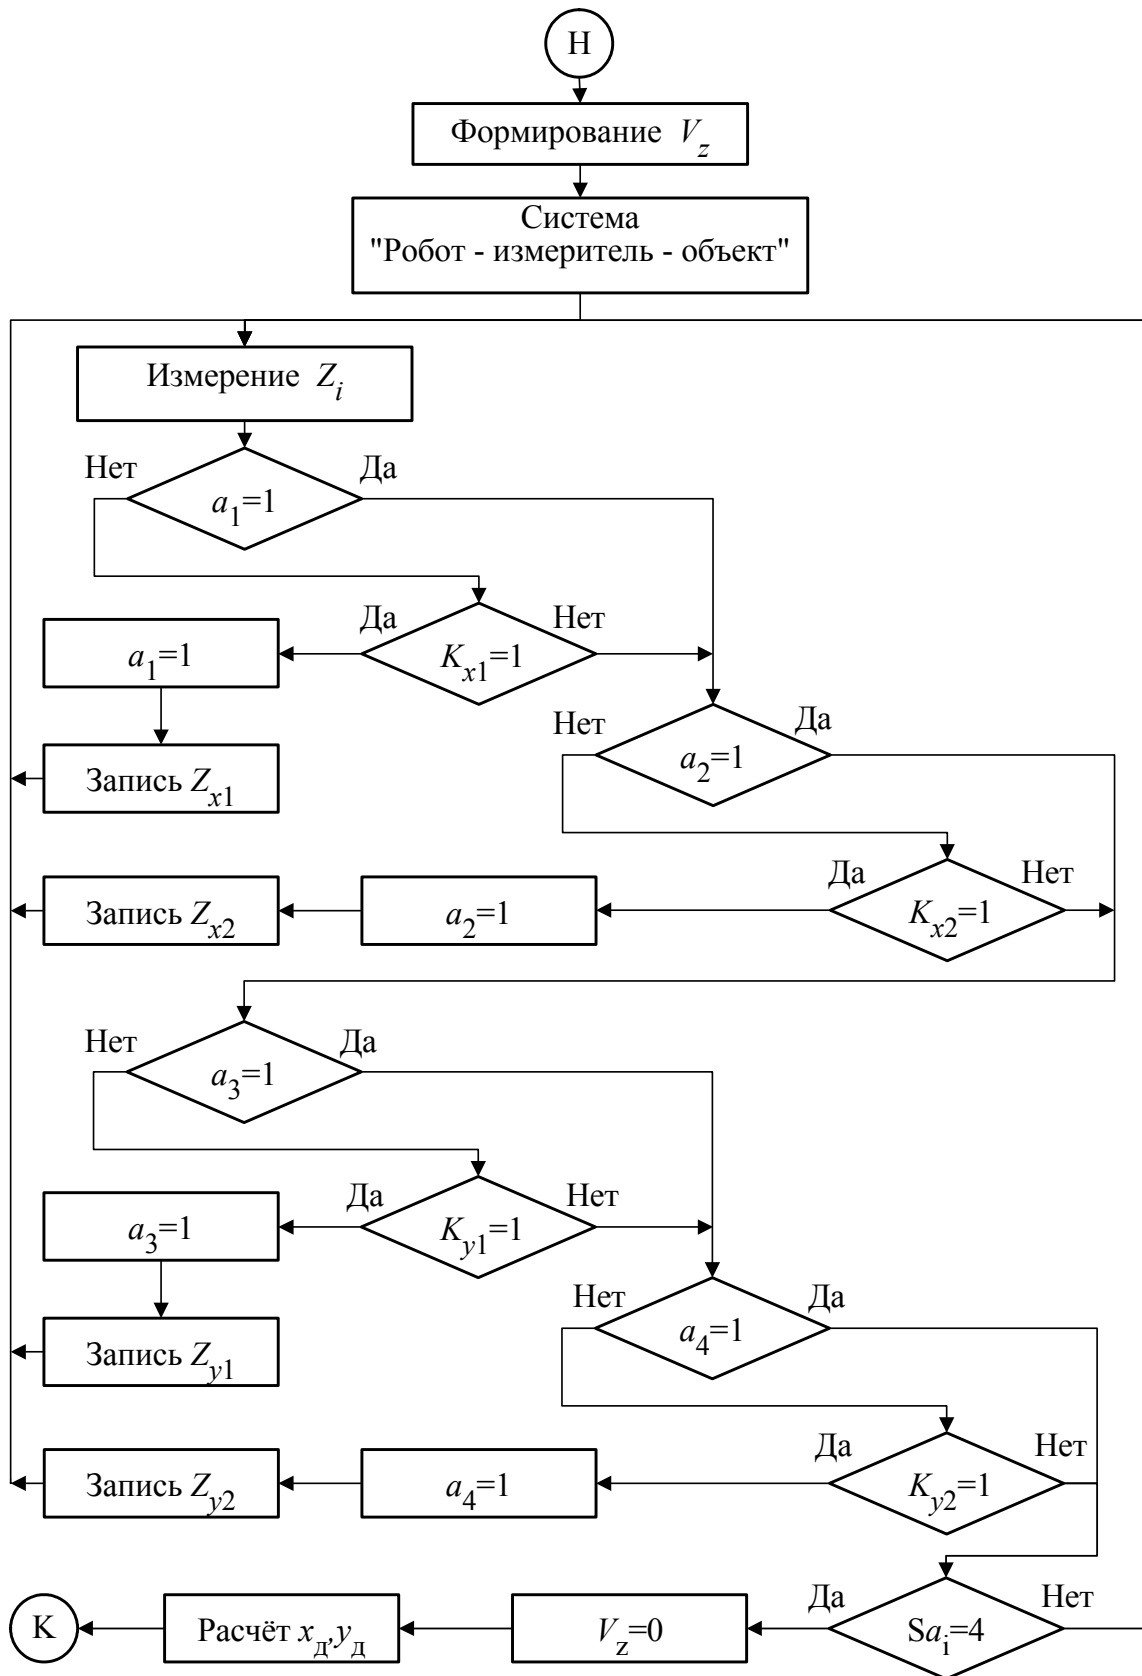 Н
Формирование V_z
Система
"Робот - измеритель - объект"
Измерение Z_i
Нет
Да
a_1=1
Да
Нет
a_1=1
K_x1=1
Нет
Да
a_2=1
Запись Z_x1
Да
Нет
Запись Z_x2
a_2=1
K_x2=1
Нет
Да
a_3=1
Да
Нет
a_3=1
K_y1=1
Нет
Да
a_4=1
Запись Z_y1
Да
Нет
Запись Z_y2
a_4=1
K_y2=1
Да
Нет
К
Расчёт x_д,y_д
V_z=0
Sa_i=4